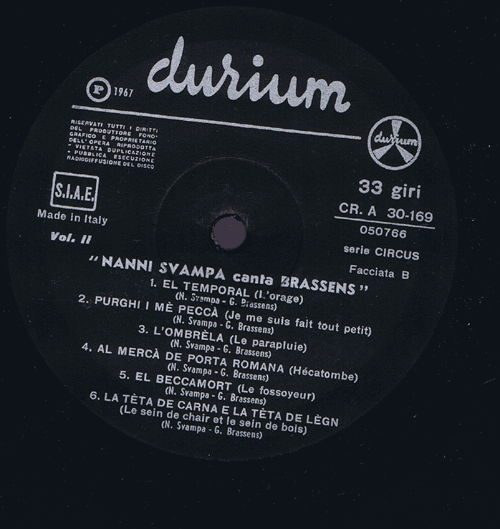 durium
P 1967
RISERVATI TUTTI I DIRITTI
DEL PRODUTTORE FONO-
GRAFICO E PROPRIETARIO
DELL'OPERA RIPRODOTTA
- VIETATA DUPLICAZIONE
- PUBBLICA ESECUZIONE
RADIODIFFUSIONE DEL DISCO
durium
S.I.A.E.
Made in Italy
Vol. II
33 giri
CR. A 30-169
050766
serie CIRCUS
Facciata B
"NANNI SVAMPA canta BRASSENS"
1. EL TEMPORAL (L'orage)
(N. Svampa - G. Brassens)
2. PURGHI I MÈ PECCÀ (Je me suis fait tout petit)
(N. Svampa - G. Brassens)
3. L'OMBRÈLA (Le parapluie)
(N. Svampa - G. Brassens)
4. AL MERCÀ DE PORTA ROMANA (Hécatombe)
(N. Svampa - G. Brassens)
5. EL BECCAMORT (Le fossoyeur)
(N. Svampa - G. Brassens)
6. LA TÈTA DE CARNA E LA TÈTA DE LÈGN
(Le sein de chair et le sein de bois)
(N. Svampa - G. Brassens)